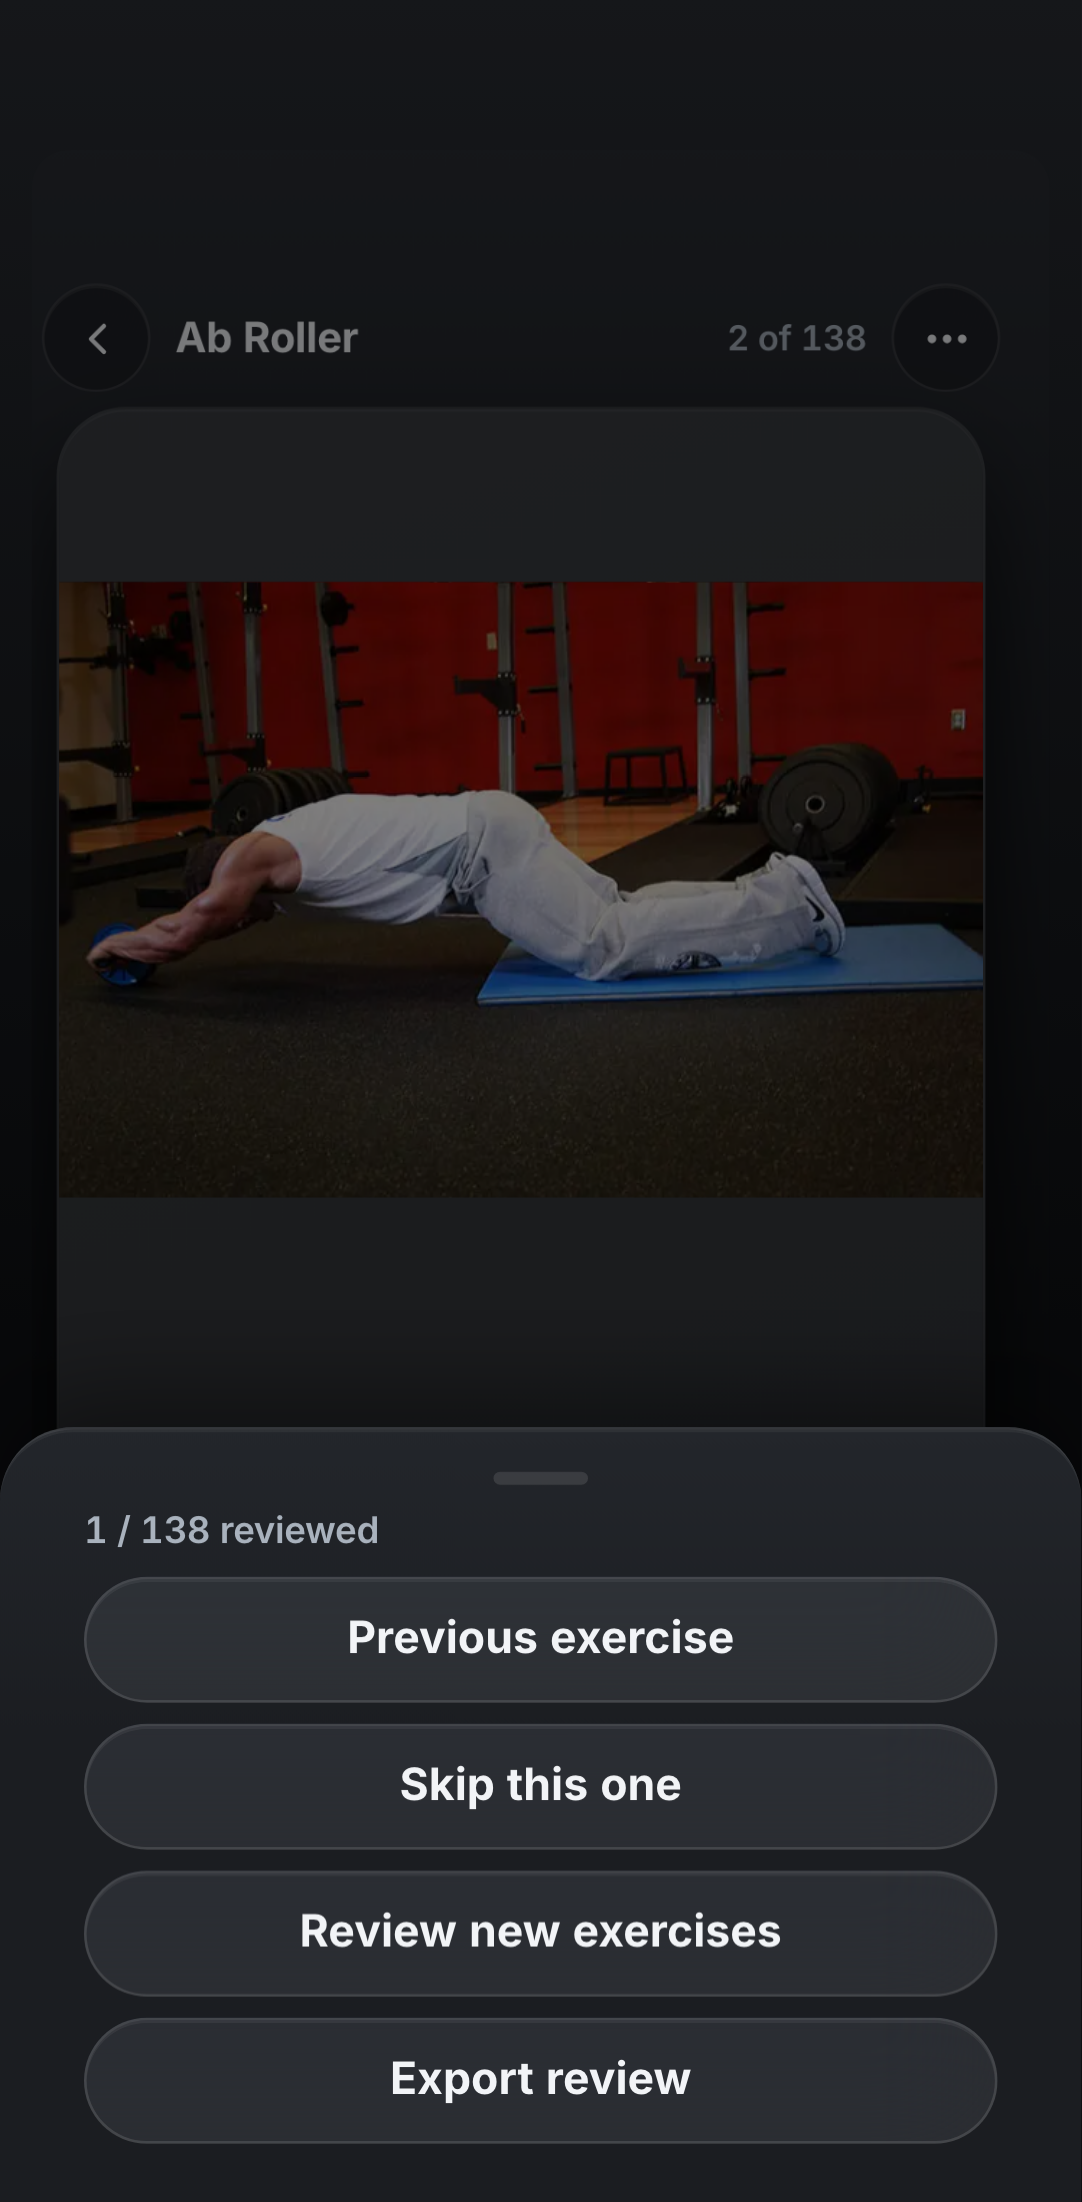 Ab Roller
2 of 138
1 / 138 reviewed
Previous exercise
Skip this one
Review new exercises
Export review